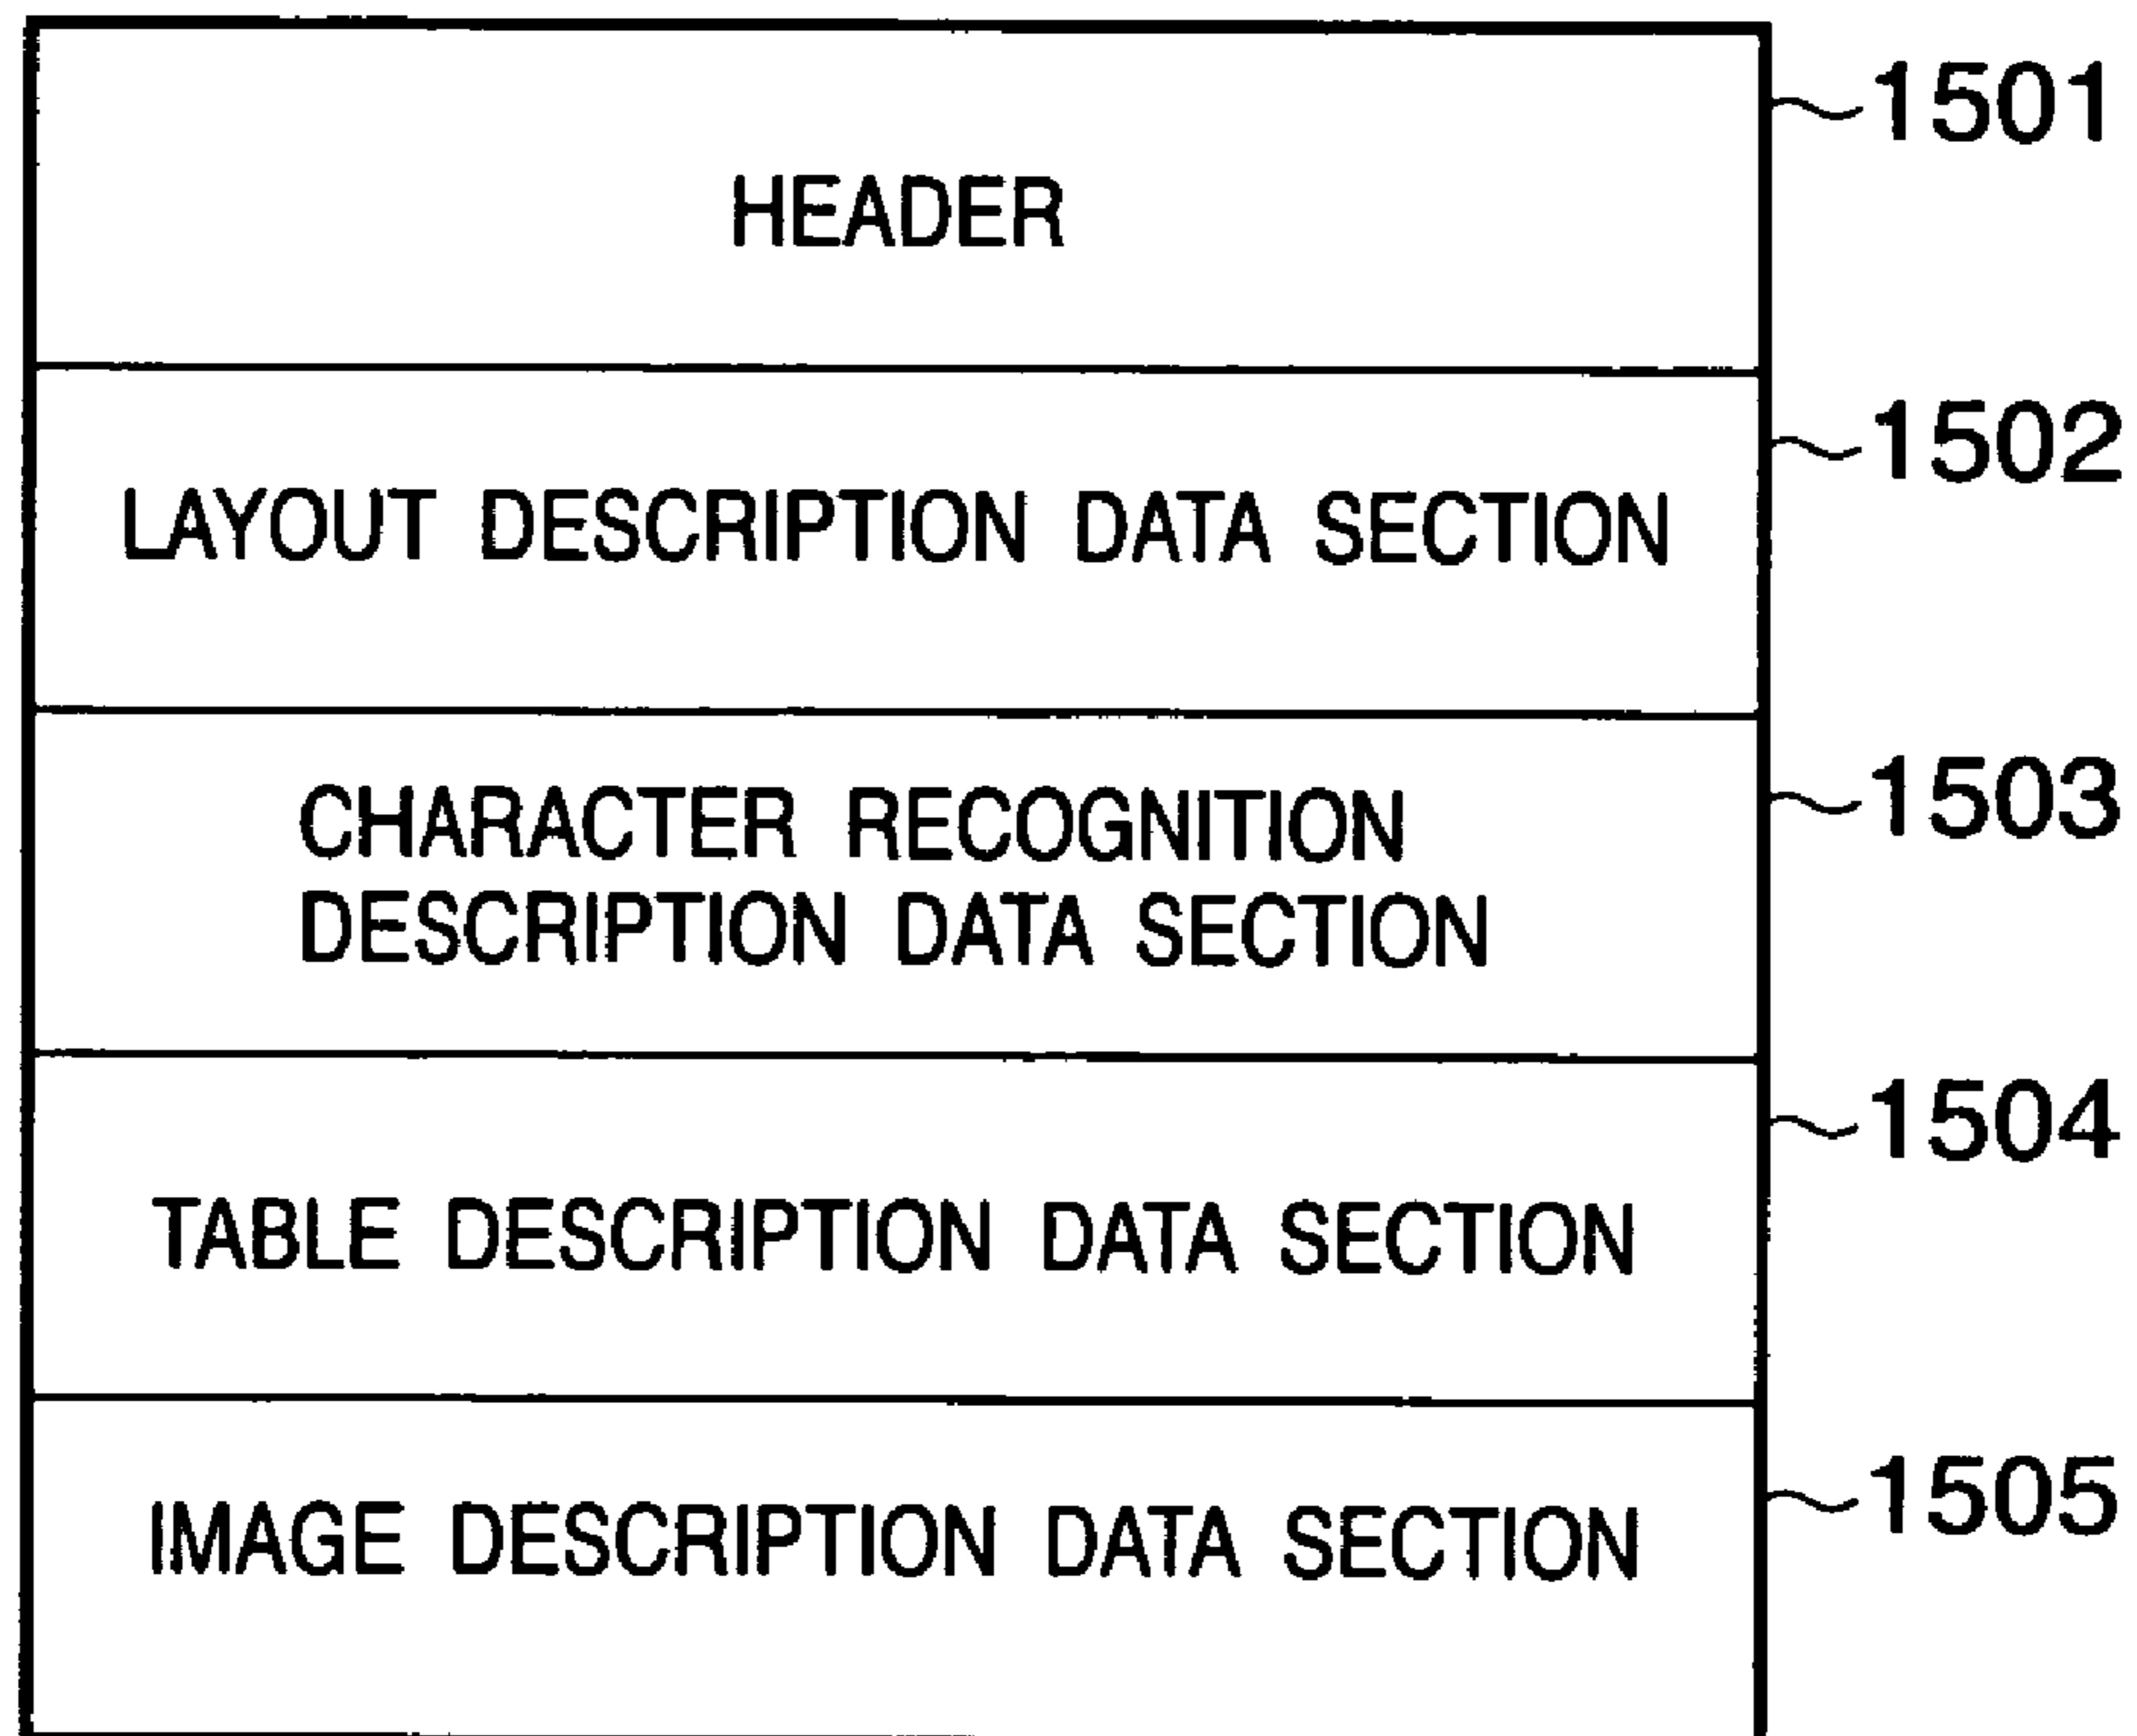 1501
HEADER
1502
LAYOUT DESCRIPTION DATA SECTION
1503
CHARACTER RECOGNITION
DESCRIPTION DATA SECTION
1504
TABLE DESCRIPTION DATA SECTION
1505
IMAGE DESCRIPTION DATA SECTION